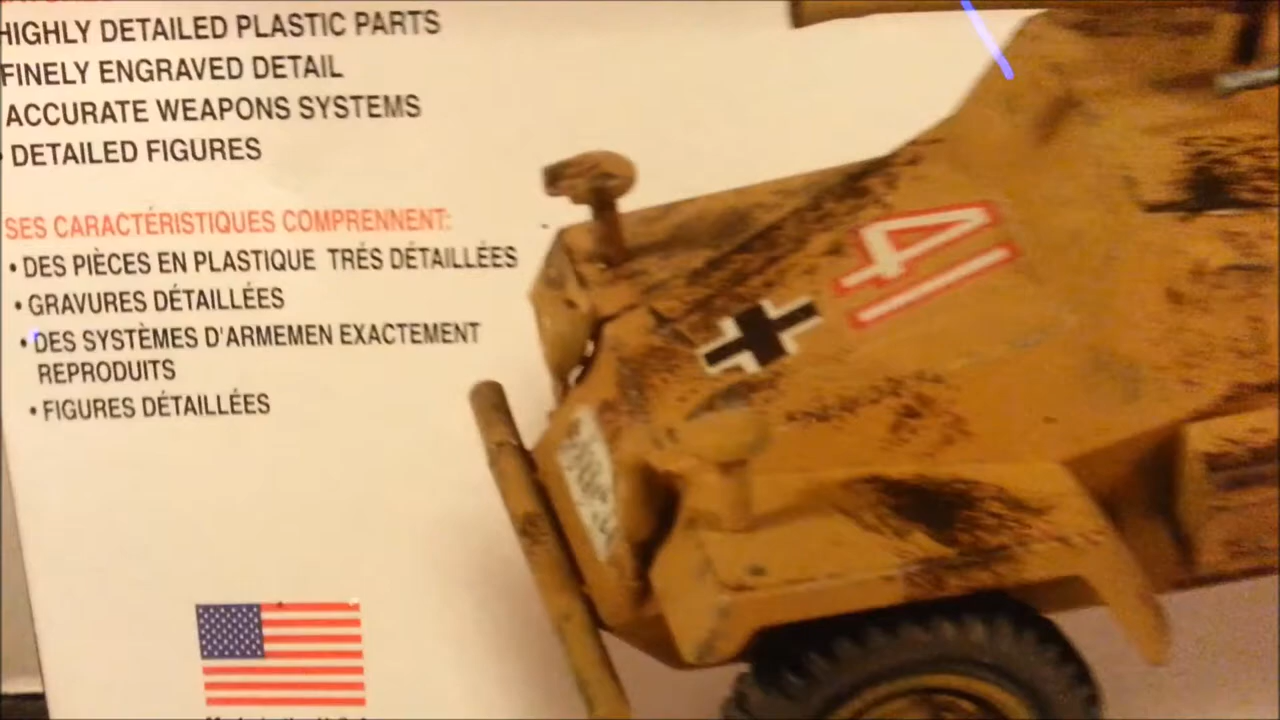 HIGHLY DETAILED PLASTIC PARTS
FINELY ENGRAVED DETAIL
ACCURATE WEAPONS SYSTEMS
• DETAILED FIGURES
SES CARACTÉRISTIQUES COMPRENNENT:
• DES PIÈCES EN PLASTIQUE TRÉS DÉTAILLÉES
• GRAVURES DÉTAILLÉES
• DES SYSTÈMES D'ARMEMEN EXACTEMENT
REPRODUITS
• FIGURES DÉTAILLÉES
41